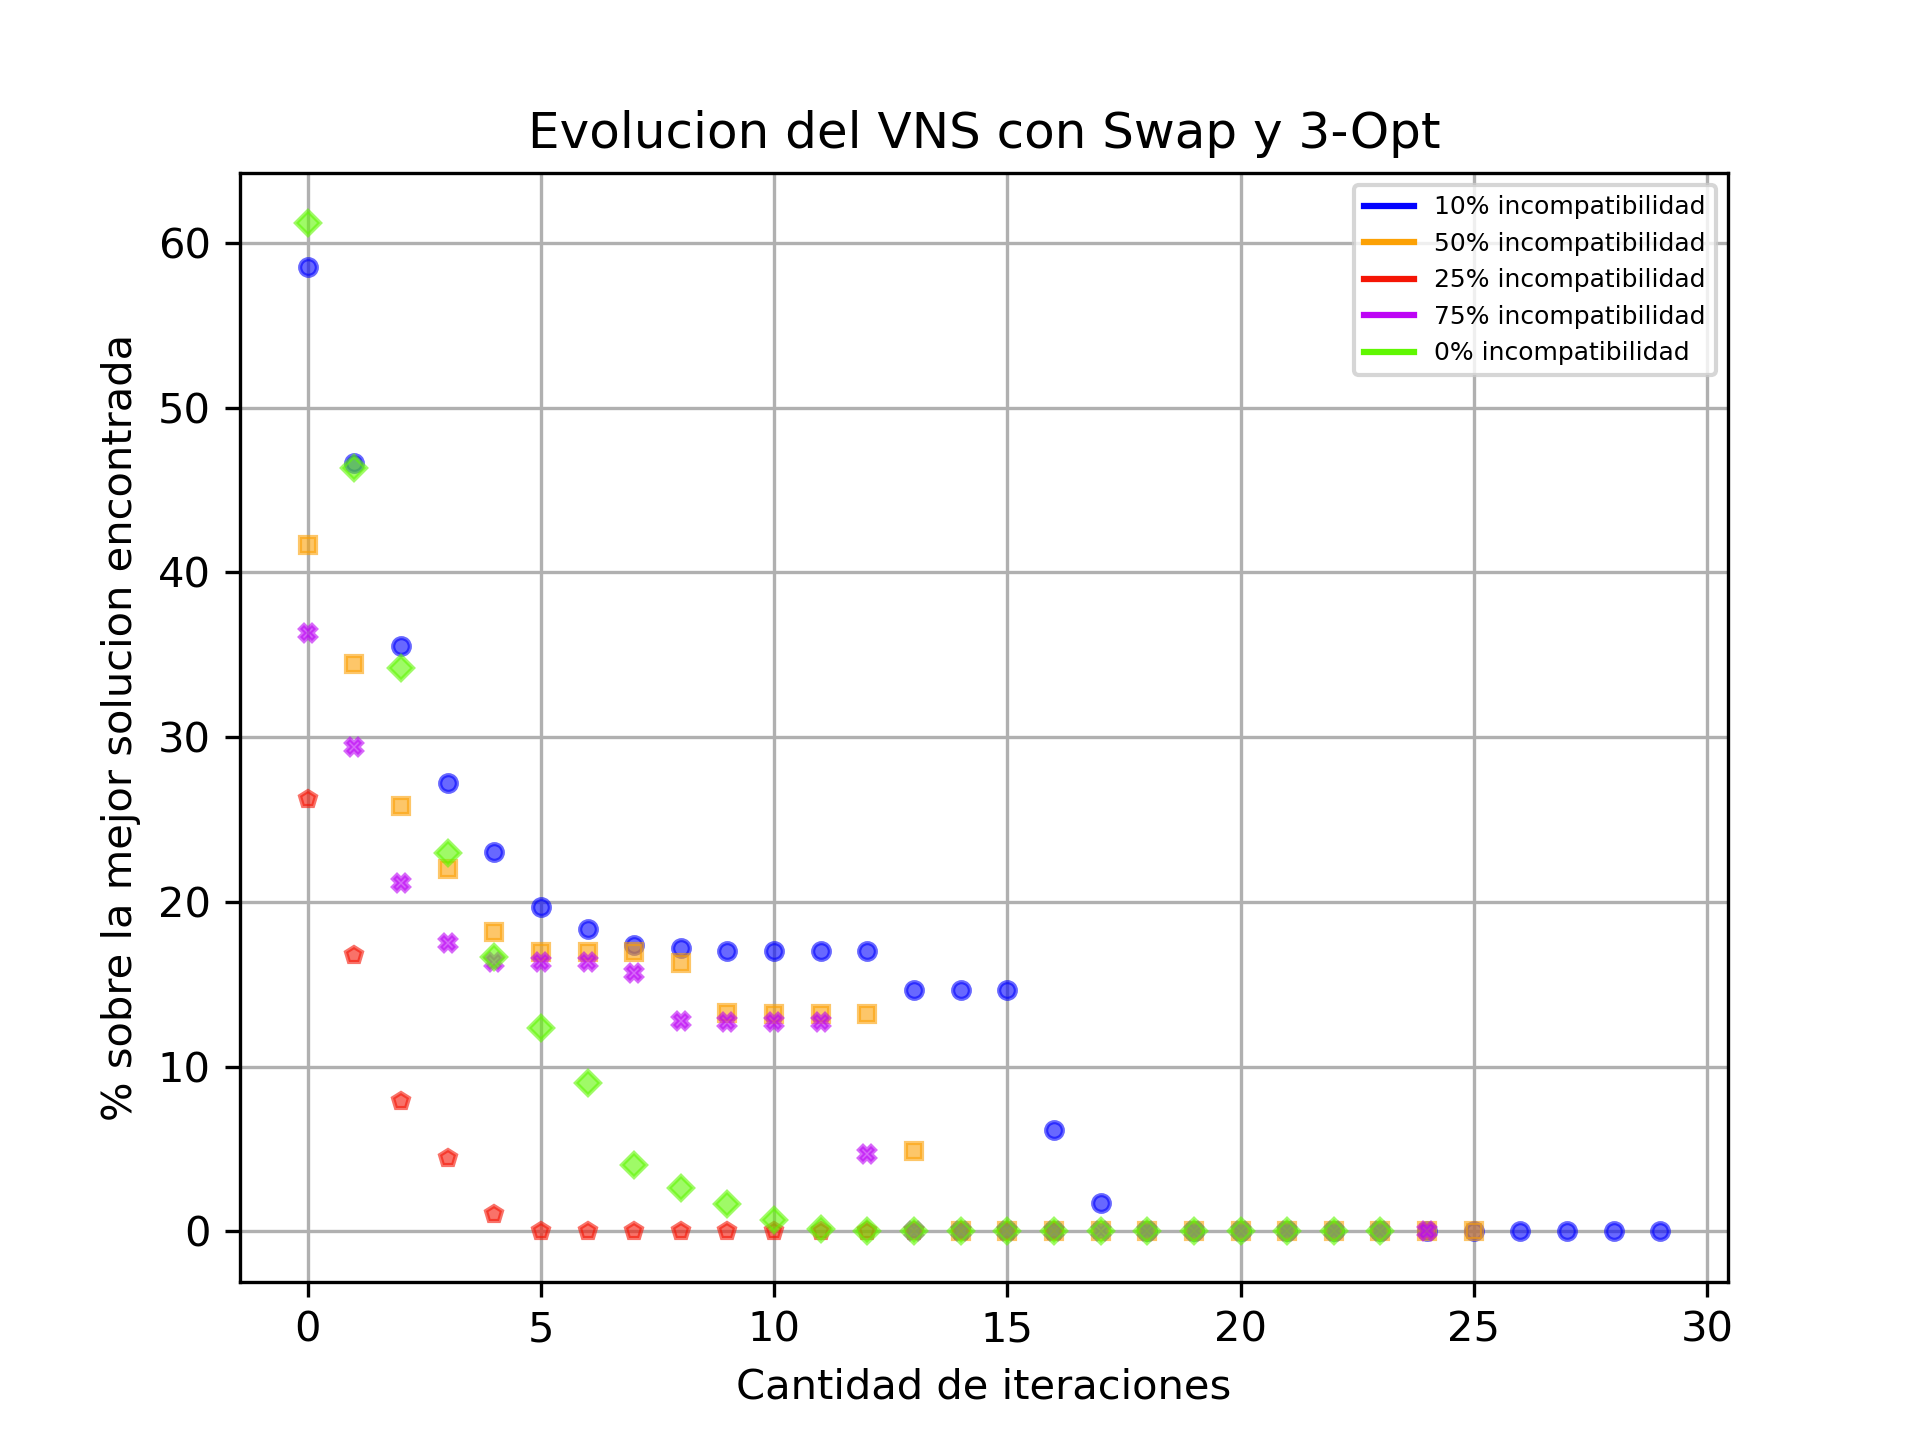 Evolucion del VNS con Swap y 3-Opt
% sobre la mejor solucion encontrada
60
50
40
30
20
10
0
10% incompatibilidad
50% incompatibilidad
25% incompatibilidad
75% incompatibilidad
0% incompatibilidad
0 5 10 15 20 25 30
Cantidad de iteraciones